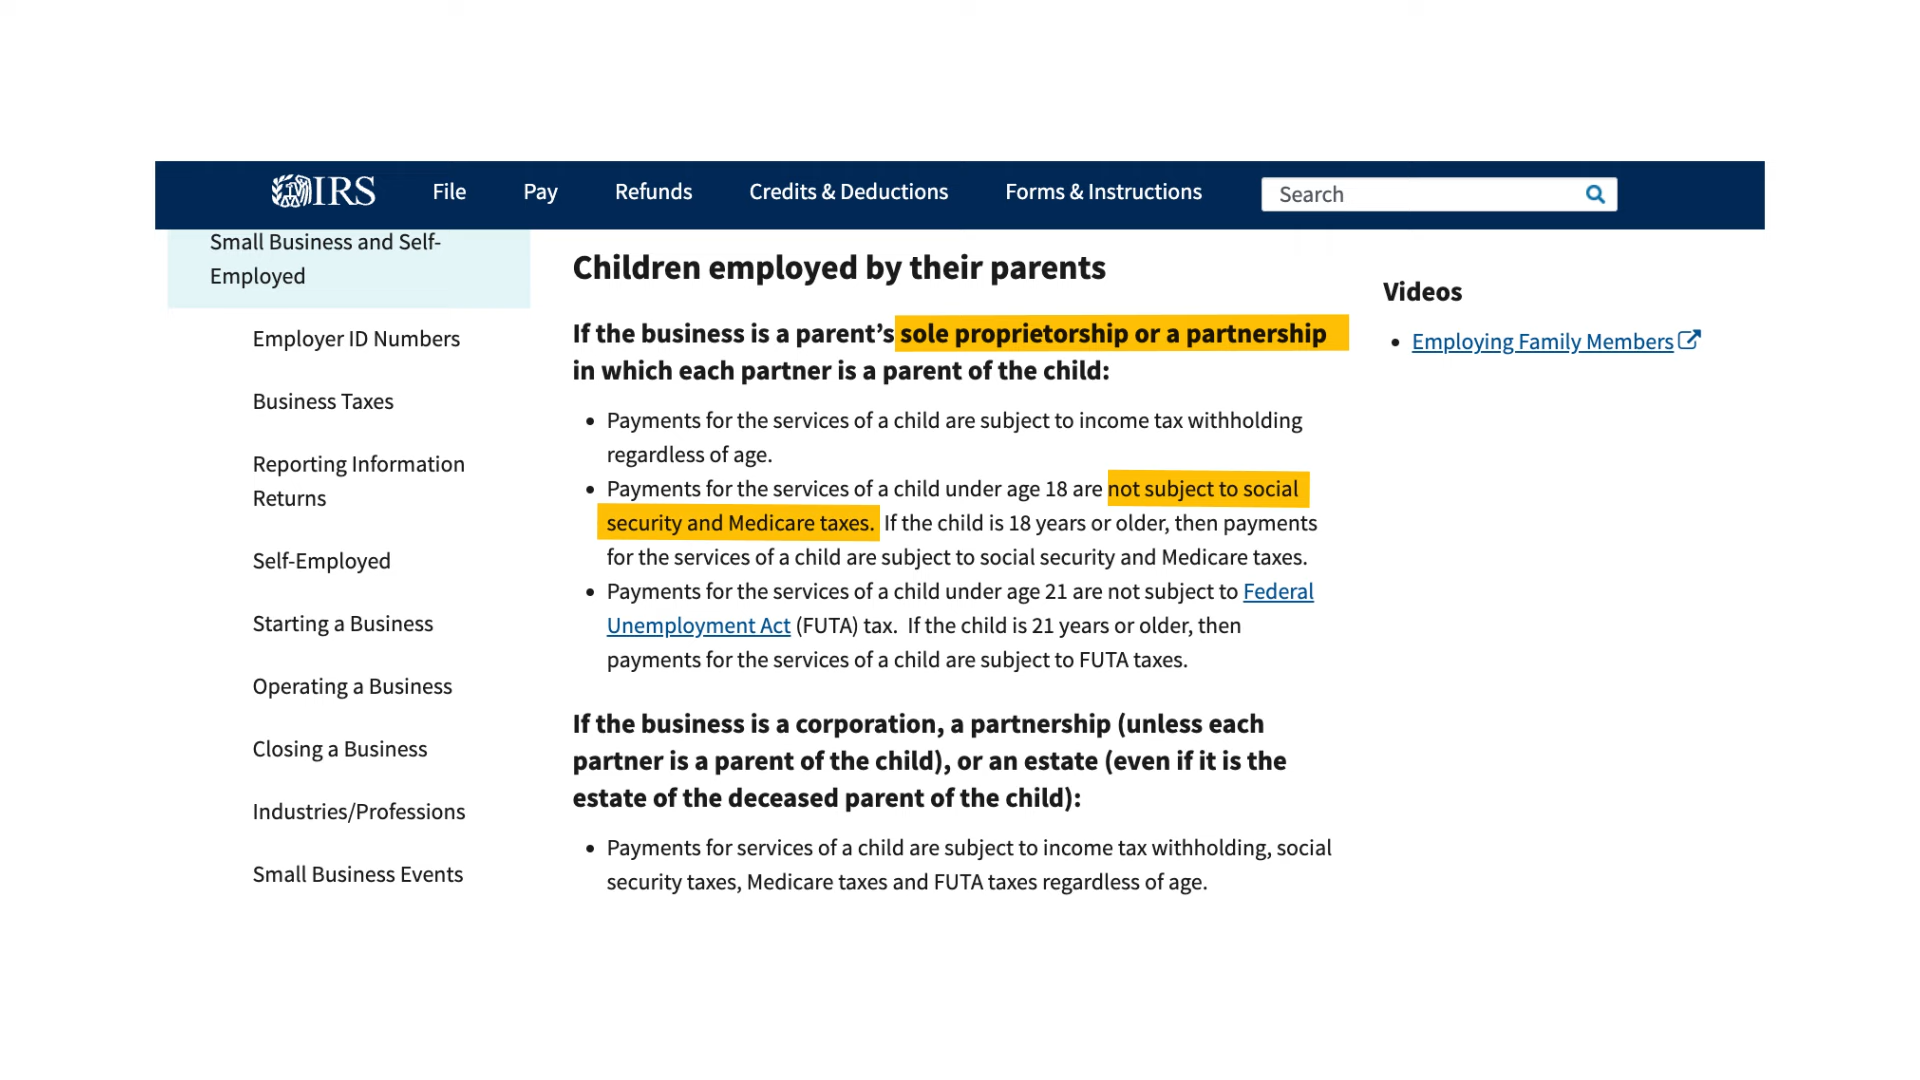 IRS
File
Pay
Refunds
Credits & Deductions
Forms & Instructions
Search
Small Business and Self-
Employed
Employer ID Numbers
Business Taxes
Reporting Information
Returns
Self-Employed
Starting a Business
Operating a Business
Closing a Business
Industries/Professions
Small Business Events
Children employed by their parents
If the business is a parent’s sole proprietorship or a partnership
in which each partner is a parent of the child:
• Payments for the services of a child are subject to income tax withholding
regardless of age.
• Payments for the services of a child under age 18 are not subject to social
security and Medicare taxes. If the child is 18 years or older, then payments
for the services of a child are subject to social security and Medicare taxes.
• Payments for the services of a child under age 21 are not subject to Federal
Unemployment Act (FUTA) tax. If the child is 21 years or older, then
payments for the services of a child are subject to FUTA taxes.
If the business is a corporation, a partnership (unless each
partner is a parent of the child), or an estate (even if it is the
estate of the deceased parent of the child):
• Payments for services of a child are subject to income tax withholding, social
security taxes, Medicare taxes and FUTA taxes regardless of age.
Videos
• Employing Family Members